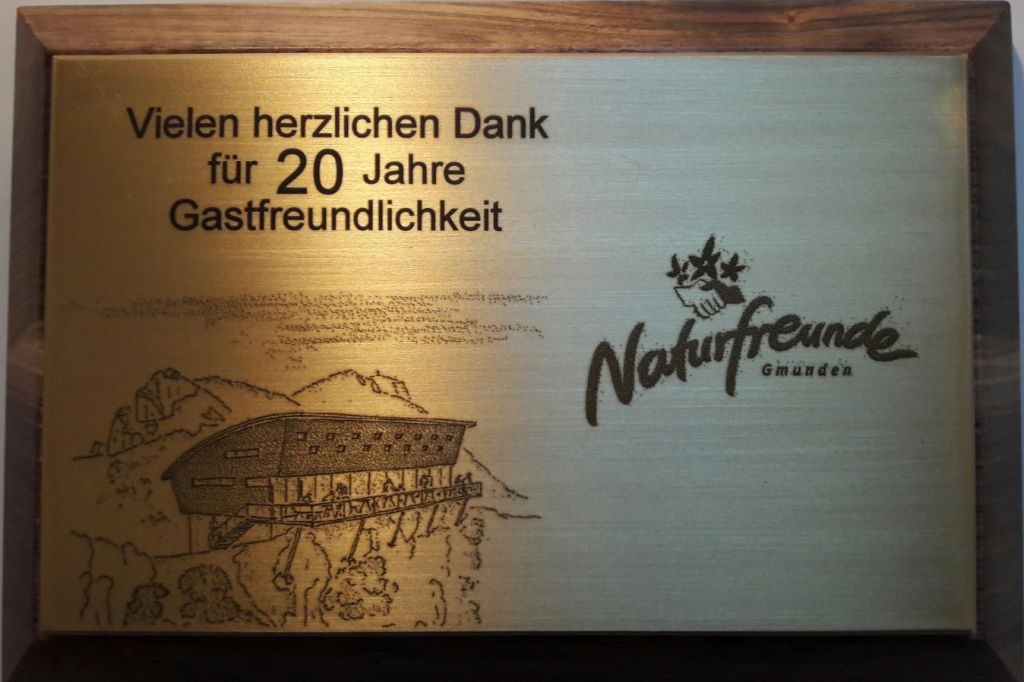 Vielen herzlichen Dank
für 20 Jahre
Gastfreundlichkeit
Naturfreunde
Gmunden